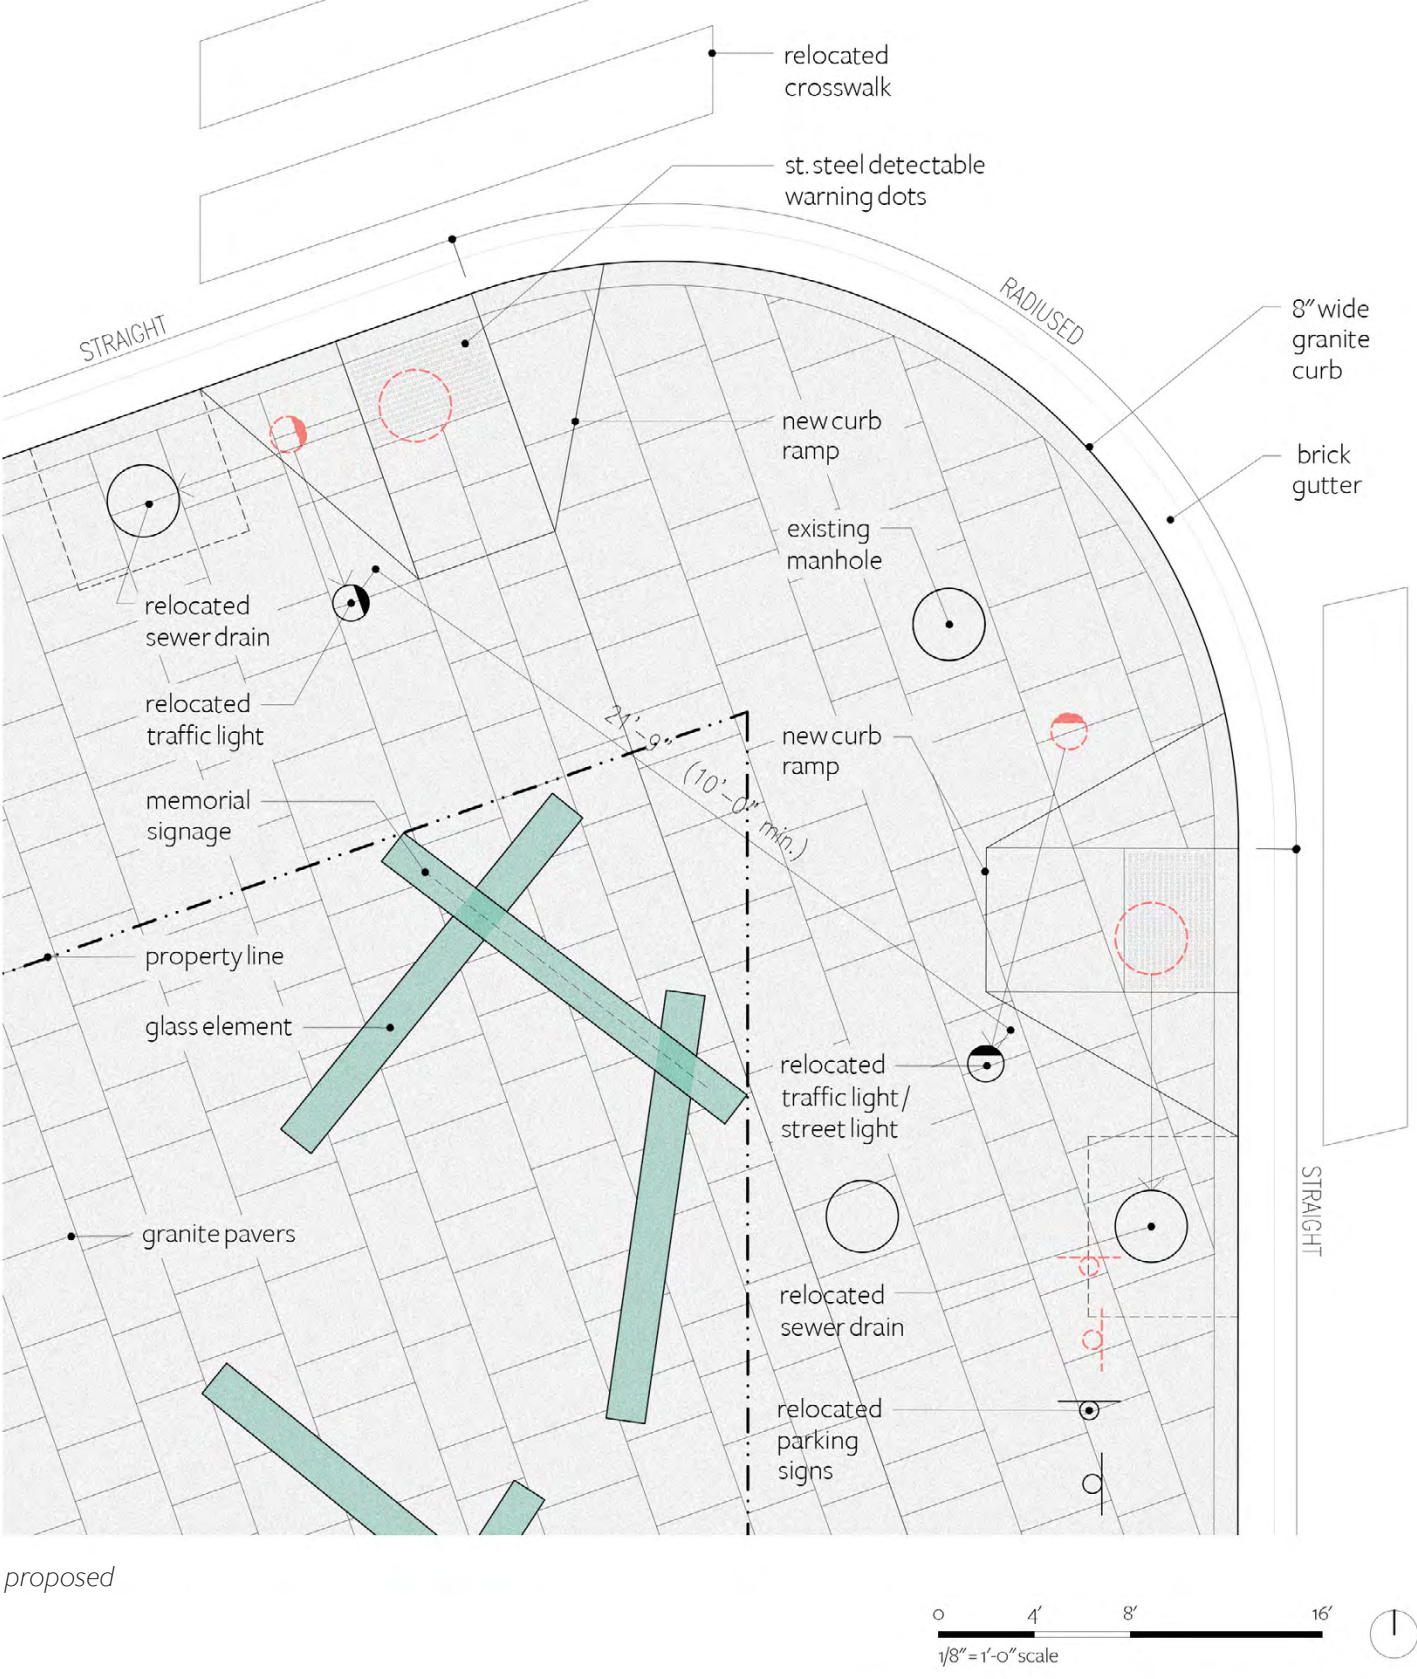 relocated
crosswalk
st. steel detectable
warning dots
STRAIGHT
RADIUSED
8" wide
granite
curb
new curb
ramp
brick
gutter
existing
manhole
relocated
sewer drain
relocated
traffic light
21'-9"
(10'-0" min.)
new curb
ramp
memorial
signage
property line
glass element
relocated
traffic light/
street light
STRAIGHT
granite pavers
relocated
sewer drain
relocated
parking
signs
proposed
0 4' 8' 16'
1/8" = 1'-0" scale